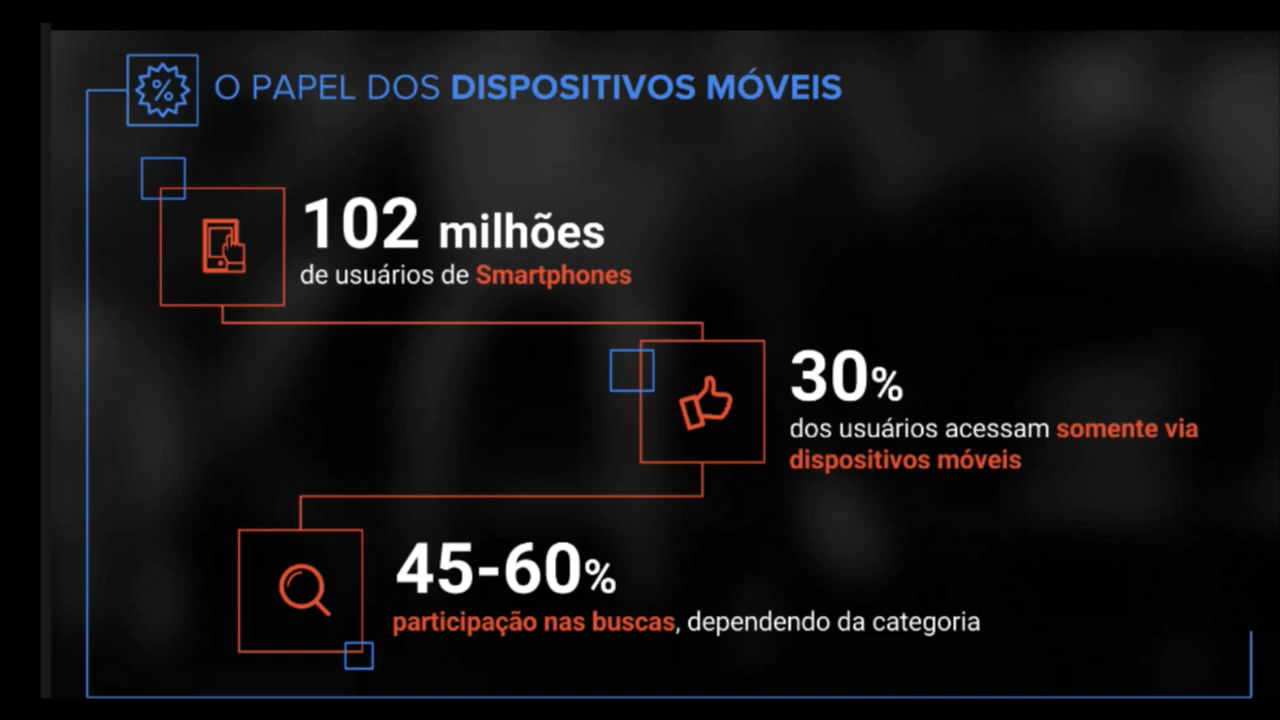 %
O PAPEL DOS DISPOSITIVOS MÓVEIS
102 milhões
de usuários de Smartphones
30%
dos usuários acessam somente via
dispositivos móveis
45-60%
participação nas buscas, dependendo da categoria